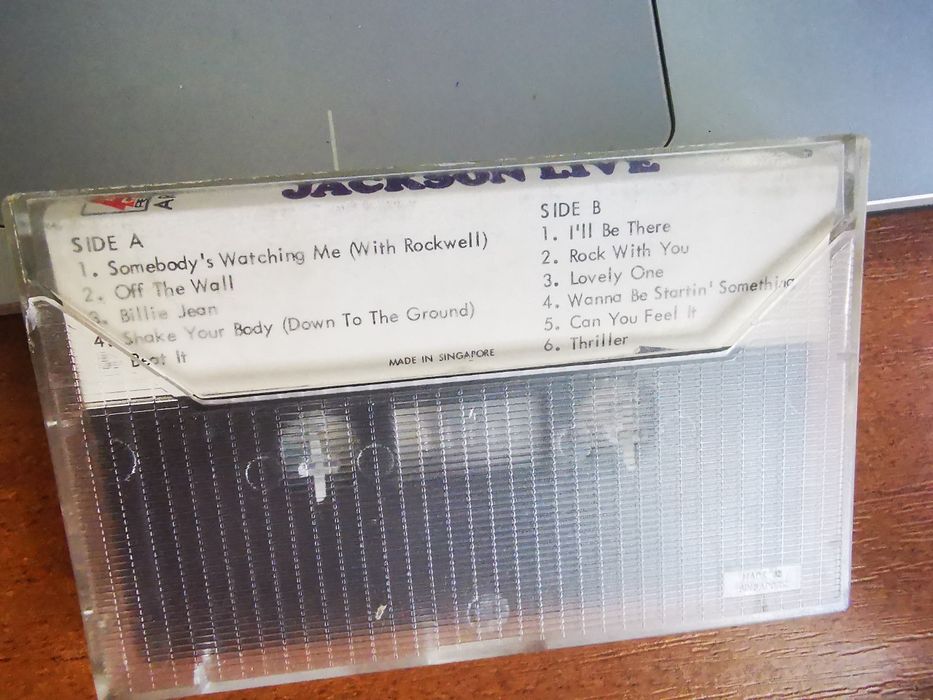 JACKSON LIVE
SIDE A
1. Somebody's Watching Me (With Rockwell)
2. Off The Wall
3. Billie Jean
4. Shake Your Body (Down To The Ground)
5. Beat It
SIDE B
1. I'll Be There
2. Rock With You
3. Lovely One
4. Wanna Be Startin' Something
5. Can You Feel It
6. Thriller
MADE IN SINGAPORE